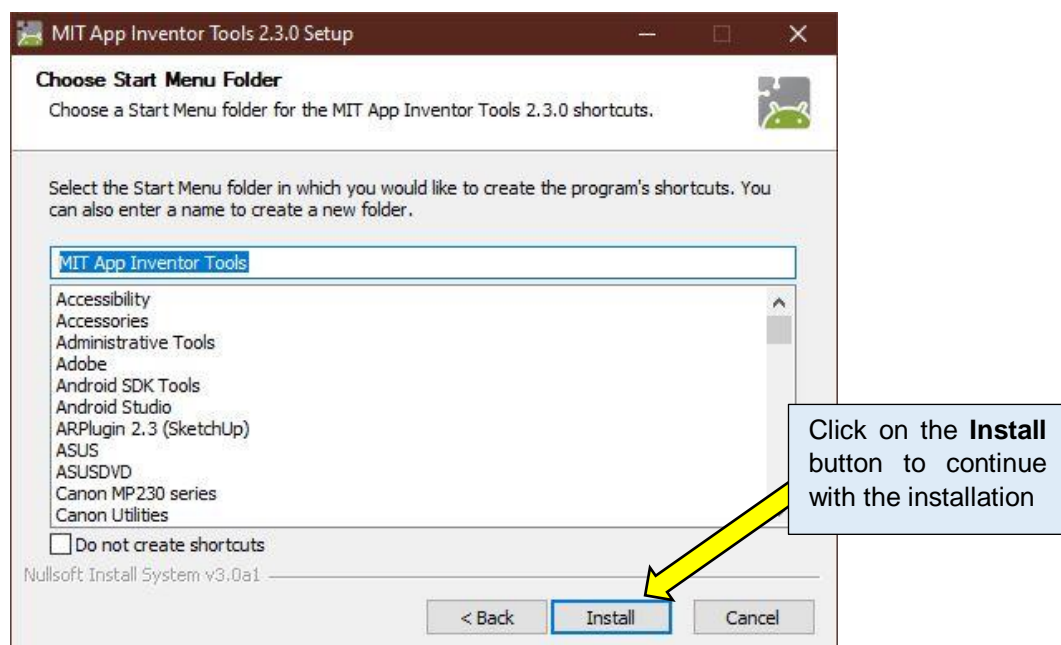 MIT App Inventor Tools 2.3.0 Setup
Choose Start Menu Folder
Choose a Start Menu folder for the MIT App Inventor Tools 2.3.0 shortcuts.
Select the Start Menu folder in which you would like to create the program's shortcuts. You
can also enter a name to create a new folder.
MIT App Inventor Tools
Accessibility
Accessories
Administrative Tools
Adobe
Android SDK Tools
Android Studio
ARPlugin 2.3 (SketchUp)
ASUS
ASUSDVD
Canon MP230 series
Canon Utilities
Click on the Install
button to continue
with the installation
Do not create shortcuts
Nullsoft Install System v3.0a1
< Back
Install
Cancel